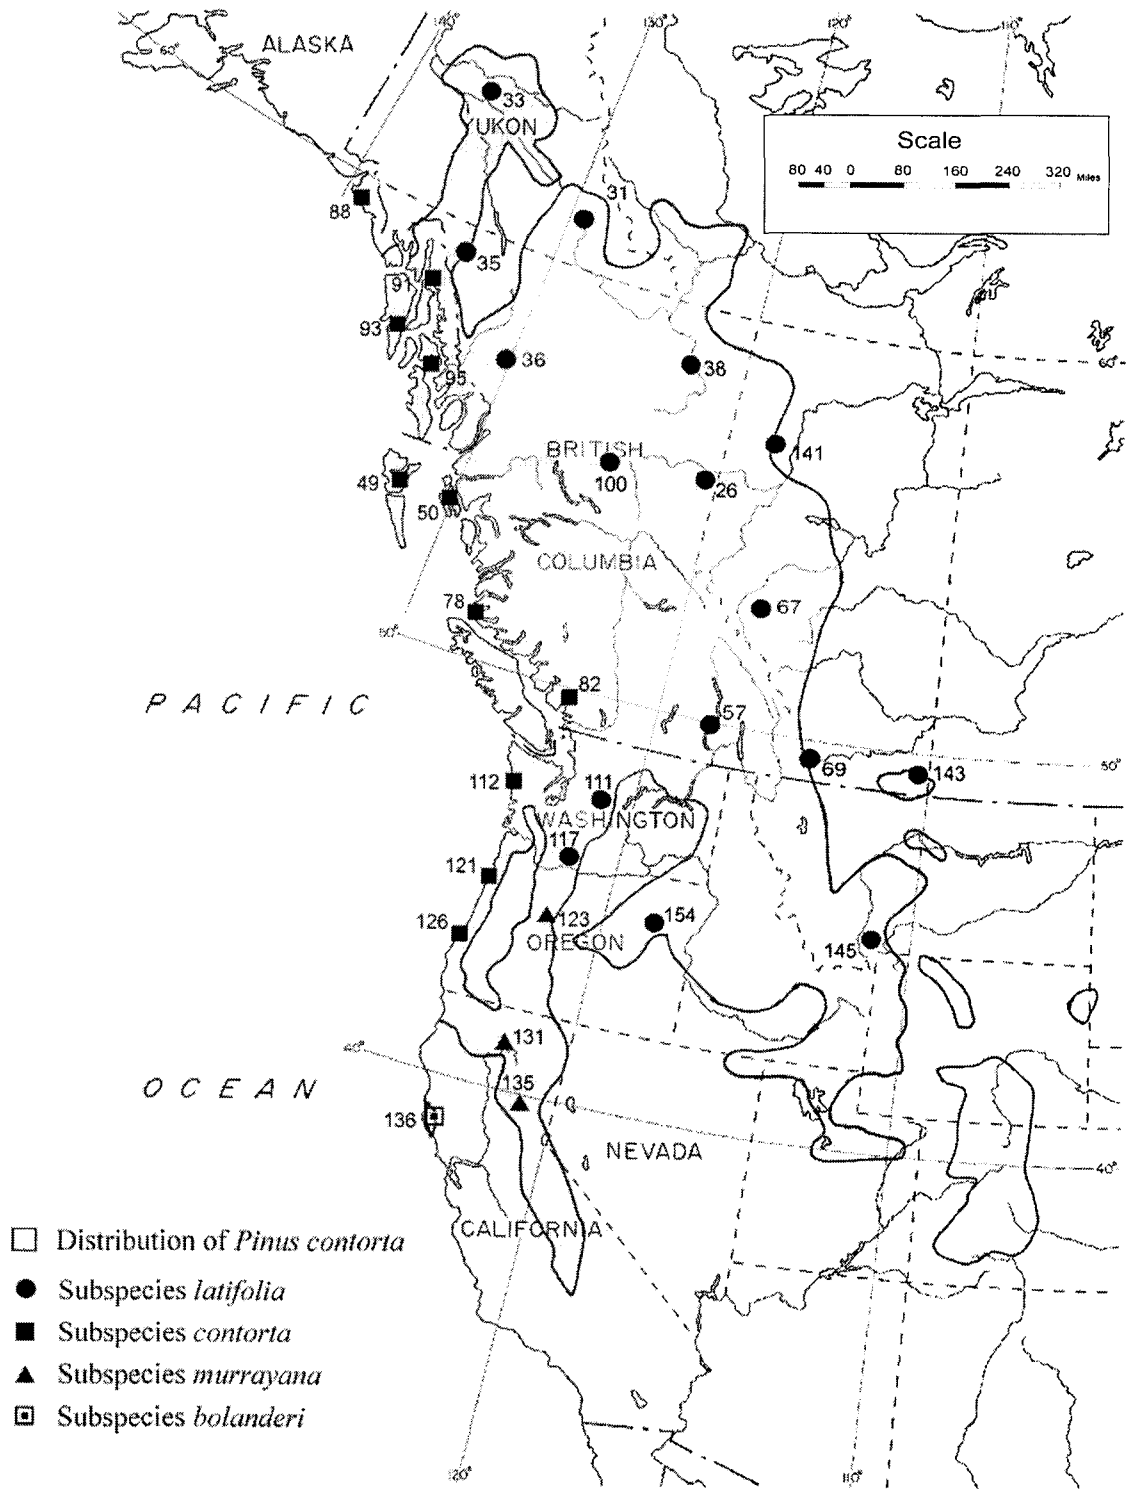 140°
130°
120°
110°
60°
ALASKA
33
YUKON
Scale
80 40 0 80 160 240 320 Miles
31
88
35
91
93
36
38
95
60°
BRITISH
141
49
100
26
50
COLUMBIA
78
67
50°
82
PACIFIC
57
69
143
50°
112
111
WASHINGTON
117
121
126
123
154
OREGON
145
131
40°
135
OCEAN
136
NEVADA
40°
CALIFORNIA
Distribution of Pinus contorta
Subspecies latifolia
Subspecies contorta
Subspecies murrayana
Subspecies bolanderi
120°
110°